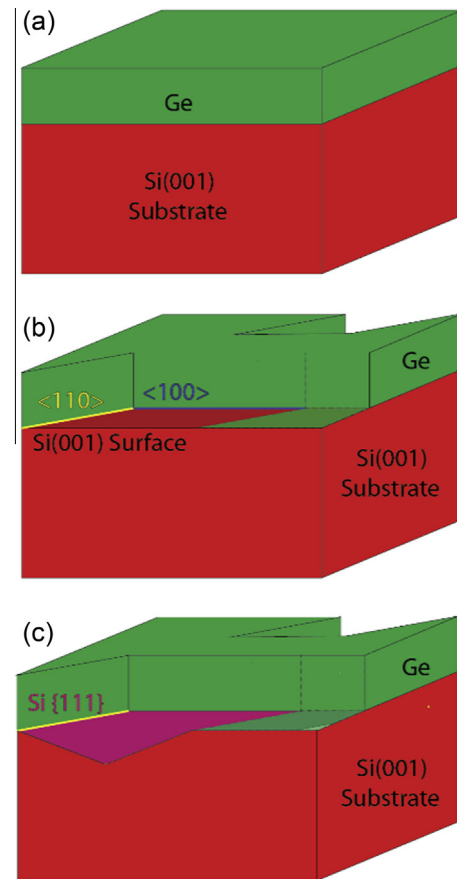 (a)
Ge
Si(001)
Substrate
(b)
Ge
<110>
<100>
Si(001) Surface
Si(001)
Substrate
(c)
Ge
Si {111}
Si(001)
Substrate